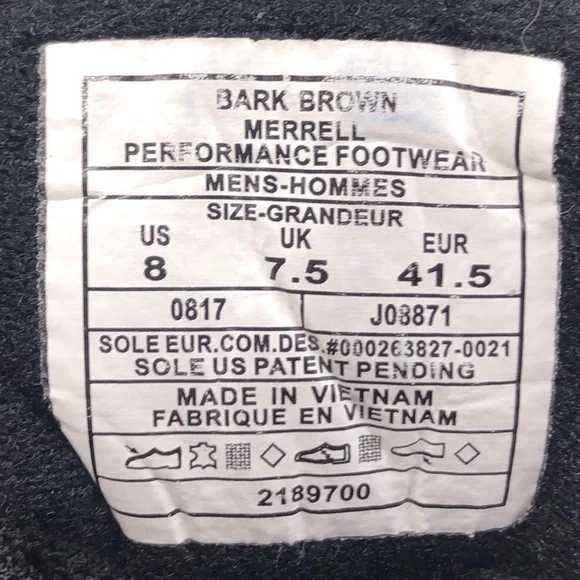 BARK BROWN
MERRELL
PERFORMANCE FOOTWEAR
MENS-HOMMES
SIZE-GRANDEUR
US UK EUR
8 7.5 41.5
0817 J08871
SOLE EUR.COM.DES.#000263827-0021
SOLE US PATENT PENDING
MADE IN VIETNAM
FABRIQUE EN VIETNAM
2189700